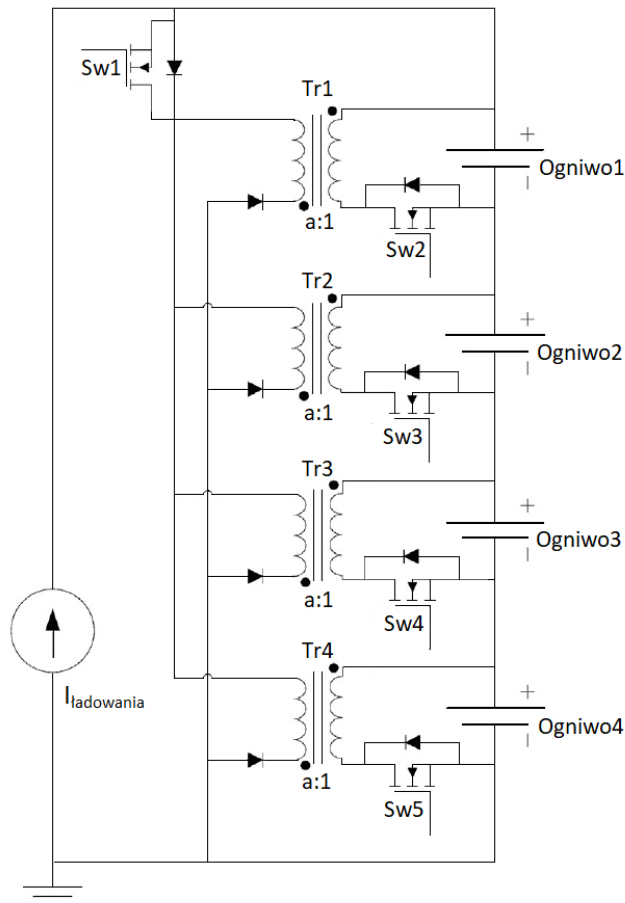 Sw1
Tr1
+
Ogniwo1
a:1
Sw2
Tr2
+
Ogniwo2
a:1
Sw3
Tr3
+
Ogniwo3
a:1
Sw4
Tr4
+
Iładowania
Ogniwo4
a:1
Sw5